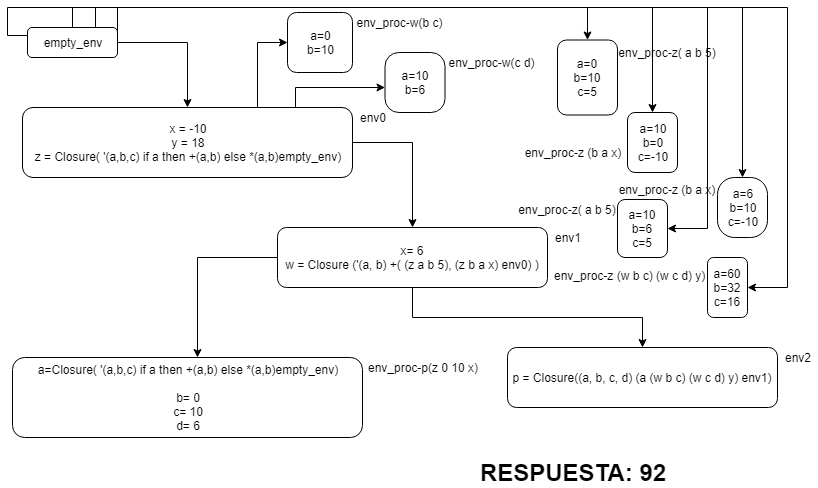 empty_env
a=0
b=10
env_proc-w(b c)
a=10
b=6
env_proc-w(c d)
a=0
b=10
c=5
env_proc-z( a b 5)
x = -10
y = 18
z = Closure( '(a,b,c) if a then +(a,b) else *(a,b)empty_env)
env0
a=10
b=0
c=-10
env_proc-z (b a x)
a=6
b=10
c=-10
env_proc-z (b a x)
a=10
b=6
c=5
env_proc-z( a b 5)
x= 6
w = Closure ('(a, b) +( (z a b 5), (z b a x) env0) )
env1
a=60
b=32
c=16
env_proc-z (w b c) (w c d) y)
a=Closure( '(a,b,c) if a then +(a,b) else *(a,b)empty_env)
b= 0
c= 10
d= 6
env_proc-p(z 0 10 x)
p = Closure((a, b, c, d) (a (w b c) (w c d) y) env1)
env2
RESPUESTA: 92